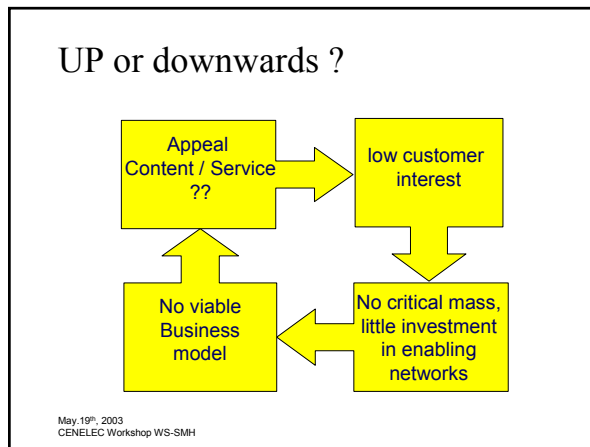 UP or downwards ?
Appeal
Content / Service
??
low customer
interest
No critical mass,
little investment
in enabling
networks
No viable
Business
model
May.19th, 2003
CENELEC Workshop WS-SMH